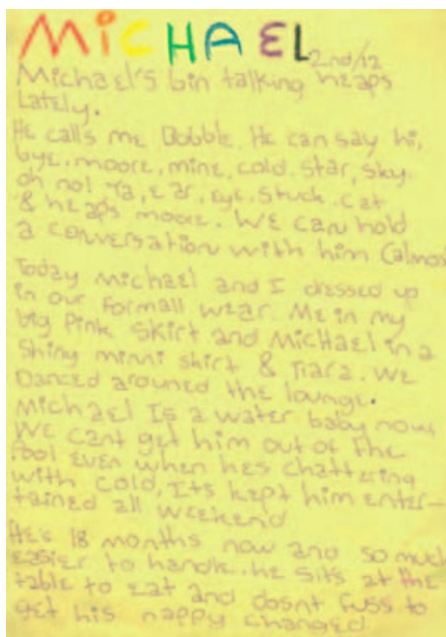 MiCHAEL
2nd/12
Michael's bin talking heaps
Lately.
He calls me Bobble. He can say hi,
bye, moore, mine, cold, star, sky,
oh no! Ta, Ear, Eye, Stuck, Cat
& heaps moore. We can hold
a conversation with him (almost
Today Michael and I dressed up
in our formall wear. Me in my
big Pink Skirt and Michael in a
Shiny minni skirt & Tiara. We
Danced around the lounge.
Michael Is a water baby now
We cant get him out of the
Pool even when hes chattering
with cold, Its kept him enter-
tained all weekend
He's 18 months now and so much
easier to handle. he sits at the
table to eat and dosnt fuss to
get his nappy changed.